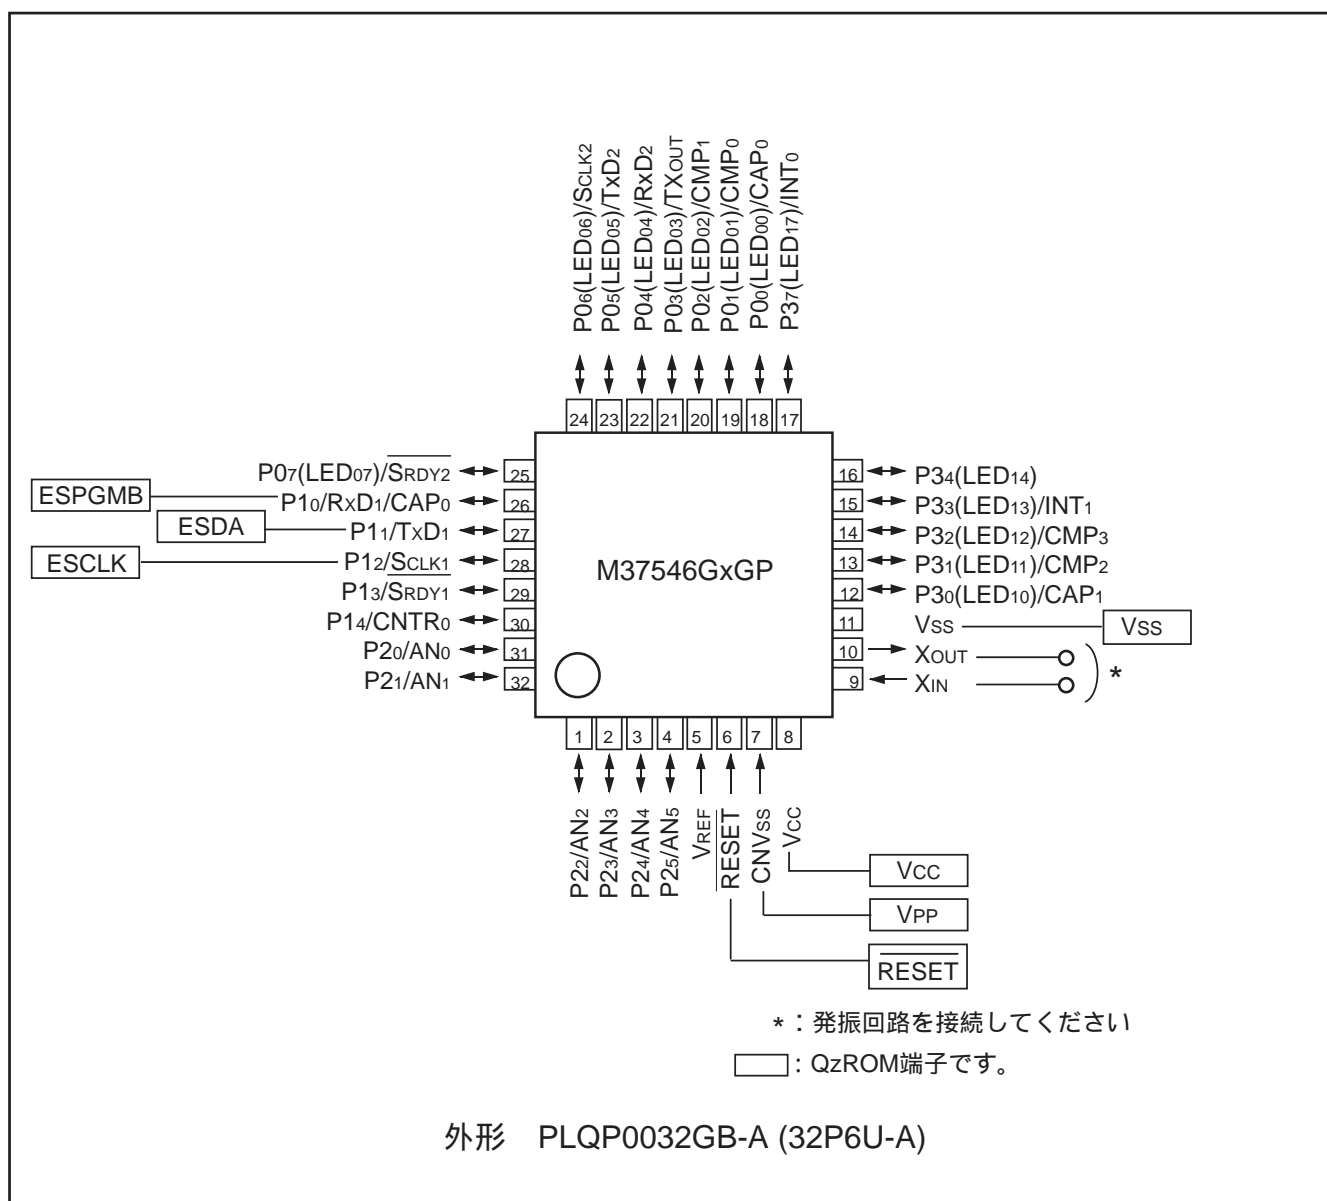 P06(LED06)/SCLK2
P05(LED05)/TxD2
P04(LED04)/RxD2
P03(LED03)/TXOUT
P02(LED02)/CMP1
P01(LED01)/CMP0
P00(LED00)/CAP0
P37(LED17)/INT0
24 23 22 21 20 19 18 17
P07(LED07)/SRDY2 25
ESPGMB P10/RXD1/CAP0 26
ESDA P11/TXD1 27
ESCLK P12/SCLK1 28
P13/SRDY1 29
P14/CNTR0 30
P20/AN0 31
P21/AN1 32
M37546GxGP
16 P34(LED14)
15 P33(LED13)/INT1
14 P32(LED12)/CMP3
13 P31(LED11)/CMP2
12 P30(LED10)/CAP1
11 VSS VSS
10 XOUT
9 XIN
*
1 2 3 4 5 6 7 8
P22/AN2
P23/AN3
P24/AN4
P25/AN5
VREF
RESET
CNVSS
VCC
VCC
VPP
RESET
*：発振回路を接続してください
：QzROM端子です。
外形 PLQP0032GB-A (32P6U-A)